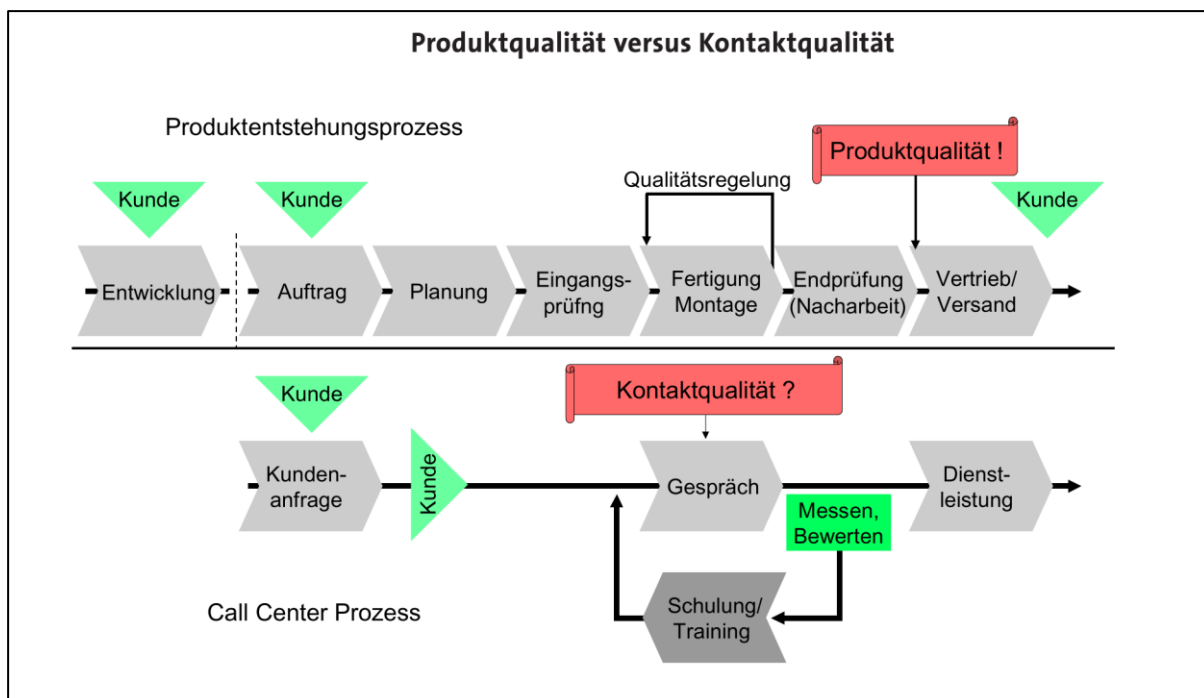 Produktqualität versus Kontaktqualität
Produktentstehungsprozess
Produktqualität !
Qualitätsregelung
Kunde
Kunde
Kunde
Entwicklung
Auftrag
Planung
Eingangs-
prüfng
Fertigung
Montage
Endprüfung
(Nacharbeit)
Vertrieb/
Versand
Kunde
Kontaktqualität ?
Kunden-
anfrage
Kunde
Gespräch
Dienst-
leistung
Messen,
Bewerten
Schulung/
Training
Call Center Prozess